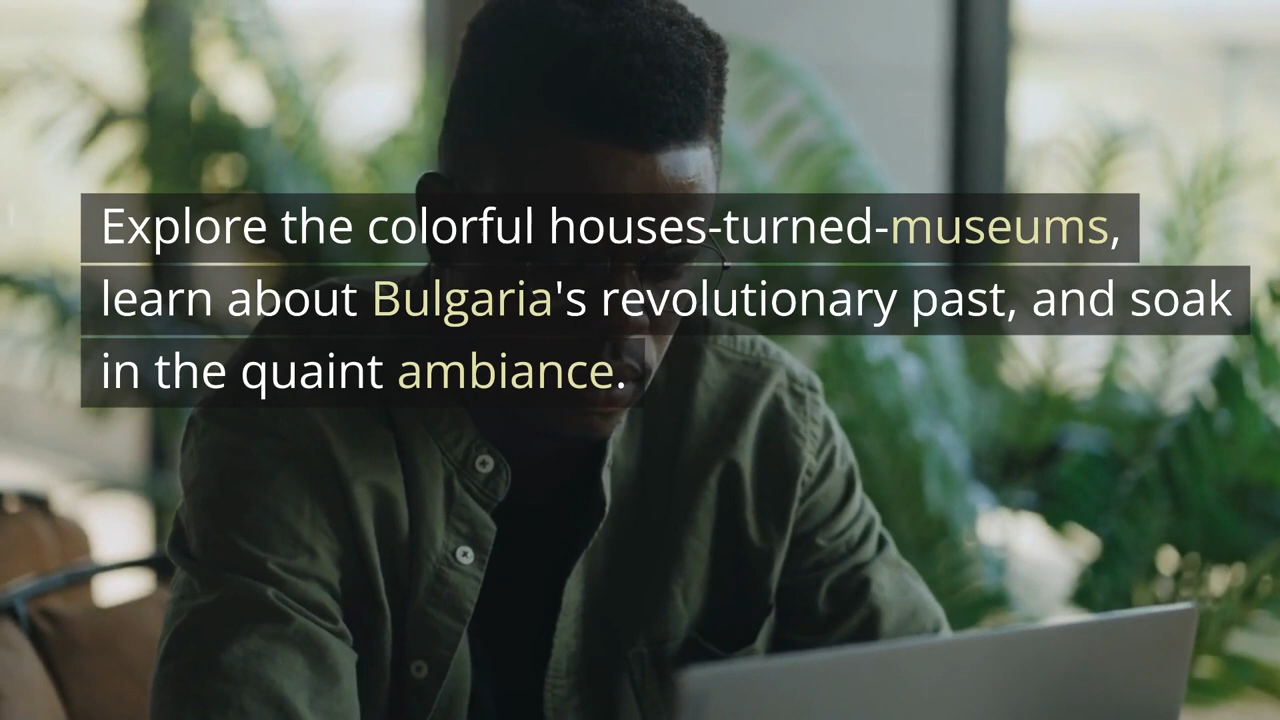 Explore the colorful houses-turned-museums,
learn about Bulgaria's revolutionary past, and soak
in the quaint ambiance.